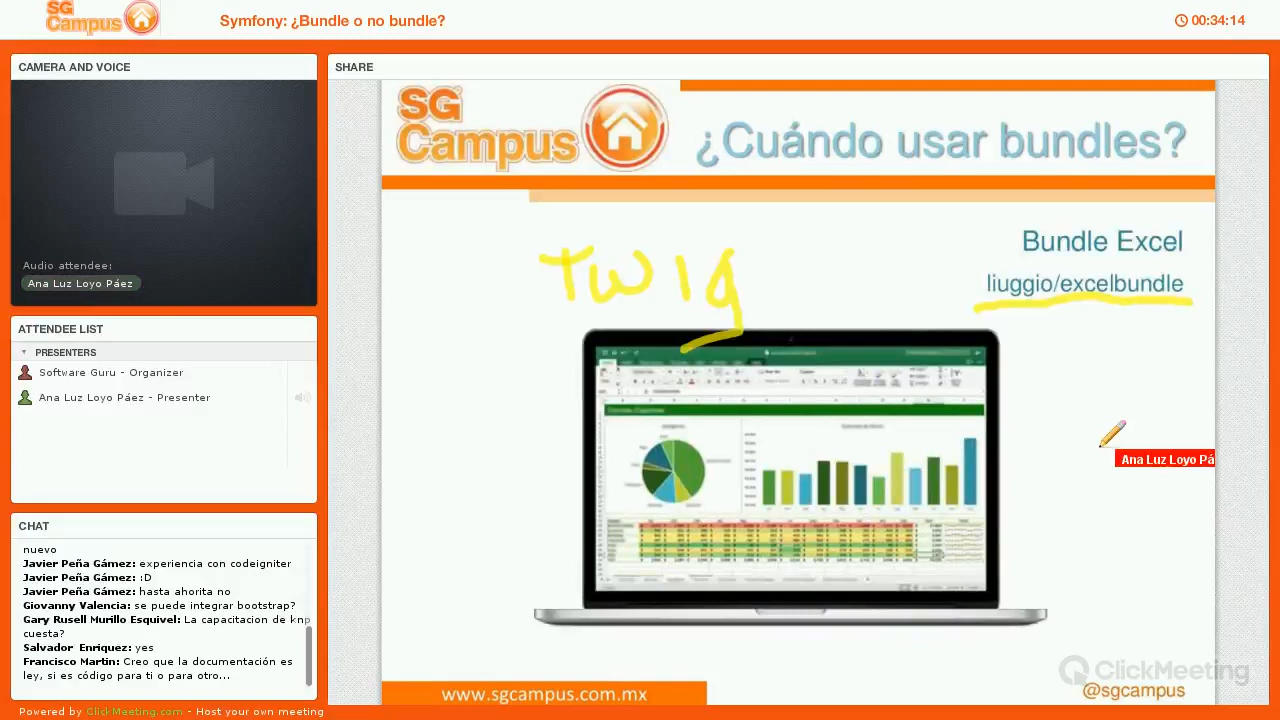 SG
Campus
Symfony: ¿Bundle o no bundle?
00:34:14
CAMERA AND VOICE
Audio attendee:
Ana Luz Loyo Páez
ATTENDEE LIST
PRESENTERS
Software Guru - Organizer
Ana Luz Loyo Páez - Presenter
CHAT
nuevo
Javier Peña Gámez: experiencia con codeigniter
Javier Peña Gámez: :D
Javier Peña Gámez: hasta ahorita no
Giovanny Valencia: se puede integrar bootstrap?
Gary Rusell Murillo Esquivel: La capacitacion de knp
cuesta?
Salvador Enriquez: yes
Francisco Martin: Creo que la documentación es
ley, si es código para ti o para otro...
Powered by ClickMeeting.com - Host your own meeting
SHARE
SG
Campus
¿Cuándo usar bundles?
Bundle Excel
liuggio/excelbundle
TWIg
Ana Luz Loyo Pá
ClickMeeting
www.sgcampus.com.mx
@sgcampus